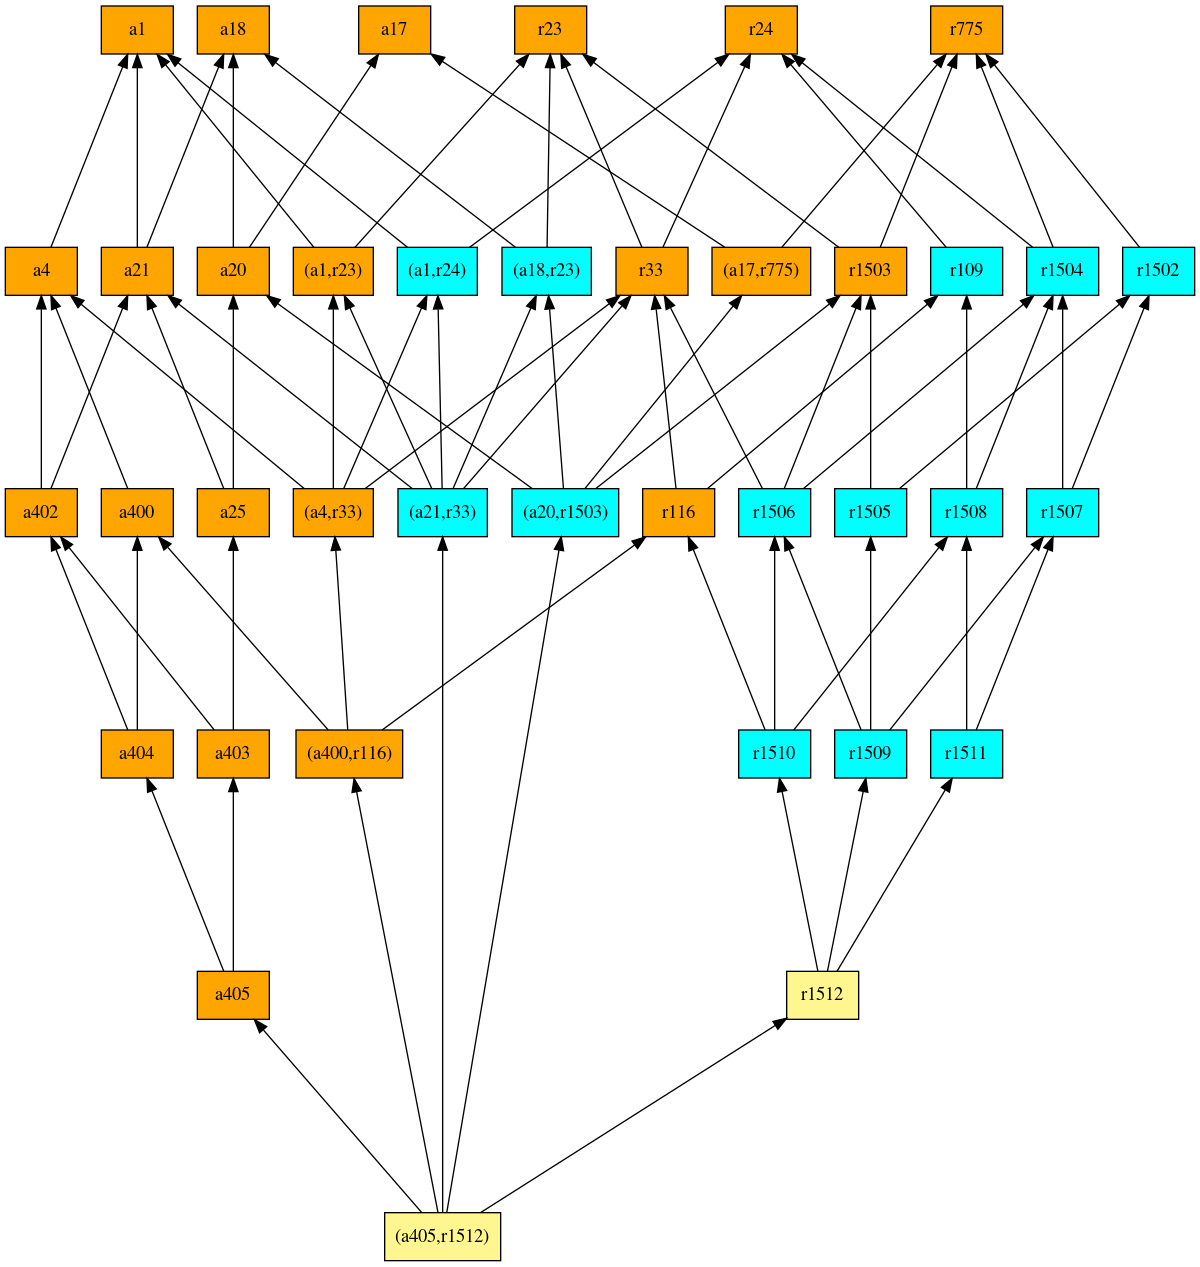 a1
a18
a17
r23
r24
r775
a4
a21
a20
(a1,r23)
(a1,r24)
(a18,r23)
r33
(a17,r775)
r1503
r109
r1504
r1502
a402
a400
a25
(a4,r33)
(a21,r33)
(a20,r1503)
r116
r1506
r1505
r1508
r1507
a404
a403
(a400,r116)
r1510
r1509
r1511
a405
r1512
(a405,r1512)